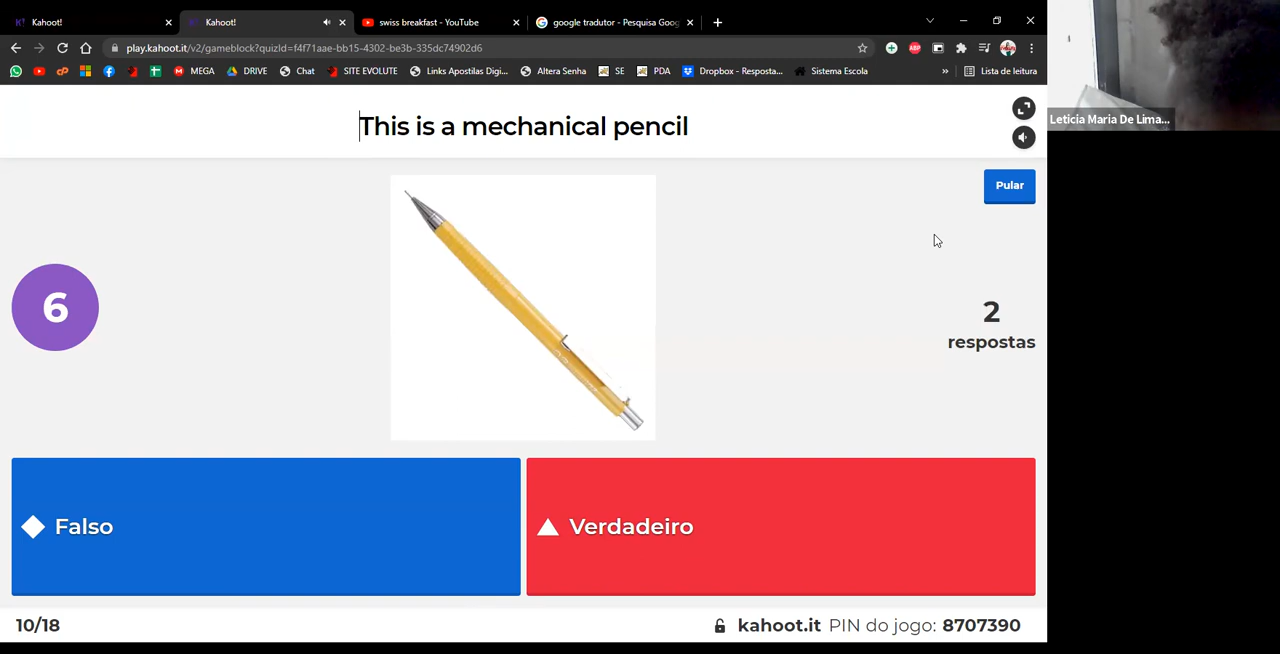 Kahoot!
Kahoot!
swiss breakfast - YouTube
google tradutor - Pesquisa Goog
play.kahoot.it/v2/gameblock?quizId=f4f71aae-bb15-4302-be3b-335dc74902d6
ABP
MEGA
DRIVE
Chat
SITE EVOLUTE
Links Apostilas Digi...
Altera Senha
SE
PDA
Dropbox - Resposta...
Sistema Escola
»
Lista de leitura
Leticia Maria De Lima...
This is a mechanical pencil
Pular
6
2
respostas
Falso
Verdadeiro
10/18
kahoot.it PIN do jogo: 8707390